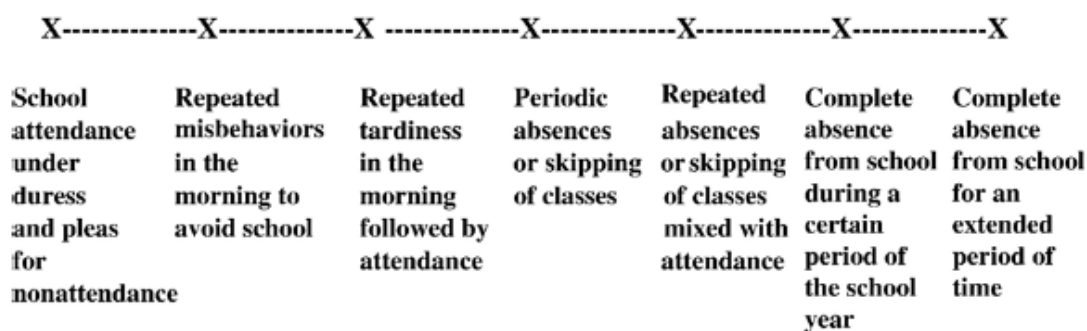 X--------------X--------------X --------------X--------------X--------------X--------------X
School
attendance
under
duress
and pleas
for
nonattendance
Repeated
misbehaviors
in the
morning to
avoid school
Repeated
tardiness
in the
morning
followed by
attendance
Periodic
absences
or skipping
of classes
Repeated
absences
or skipping
of classes
mixed with
attendance
Complete
absence
from school
during a
certain
period of
the school
year
Complete
absence
from school
for an
extended
period of
time